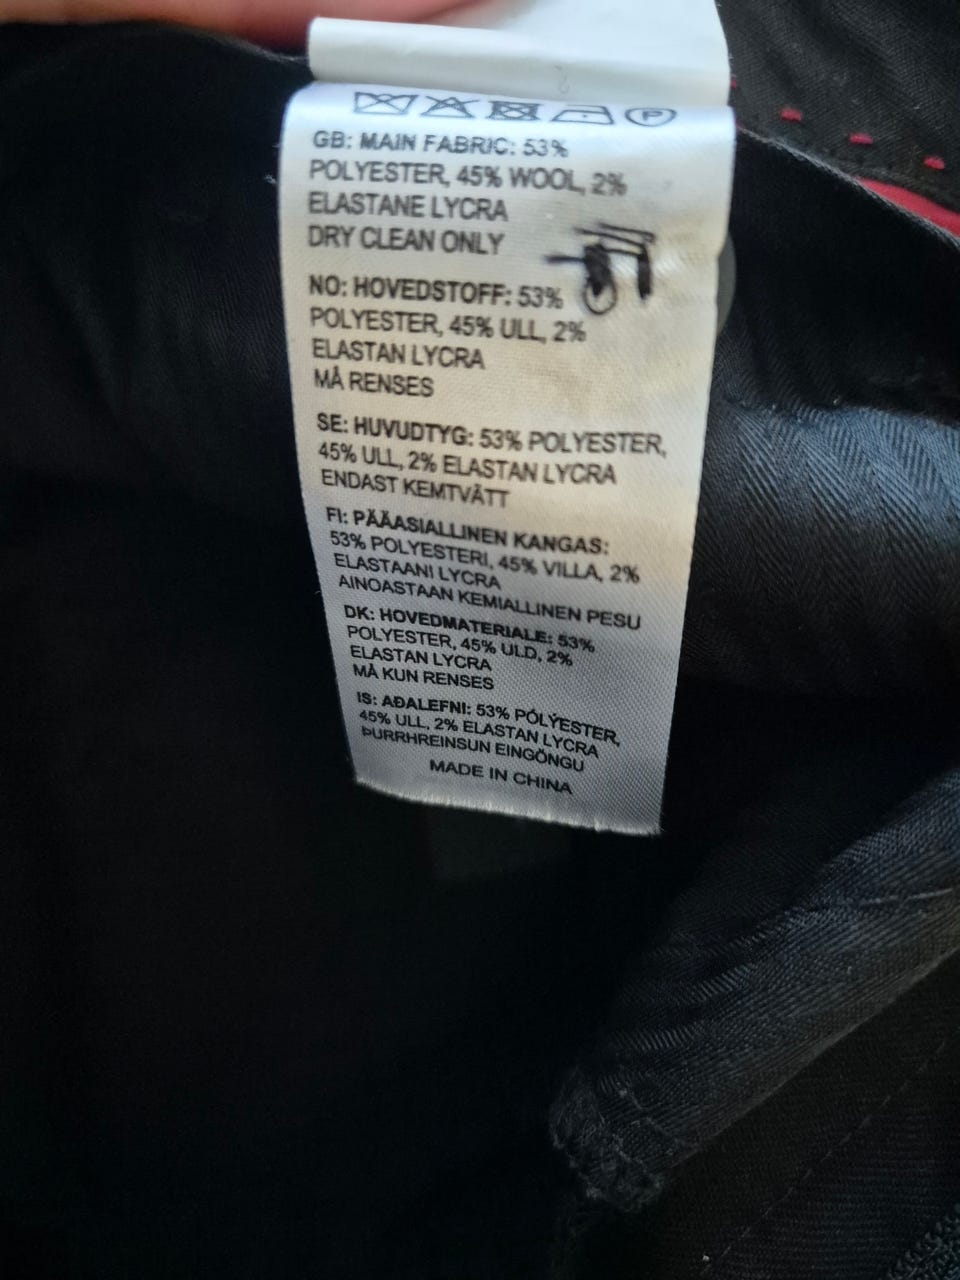 GB: MAIN FABRIC: 53%
POLYESTER, 45% WOOL, 2%
ELASTANE LYCRA
DRY CLEAN ONLY
NO: HOVEDSTOFF: 53%
POLYESTER, 45% ULL, 2%
ELASTAN LYCRA
MÅ RENSES
SE: HUVUDTYG: 53% POLYESTER,
45% ULL, 2% ELASTAN LYCRA
ENDAST KEMTVÄTT
FI: PÄÄASIALLINEN KANGAS:
53% POLYESTERI, 45% VILLA, 2%
ELASTAANI LYCRA
AINOASTAAN KEMIALLINEN PESU
DK: HOVEDMATERIALE: 53%
POLYESTER, 45% ULD, 2%
ELASTAN LYCRA
MÅ KUN RENSES
IS: AÐALEFNI: 53% PÓLÝESTER,
45% ULL, 2% ELASTAN LYCRA
ÞURRHREINSUN EINGÖNGU
MADE IN CHINA